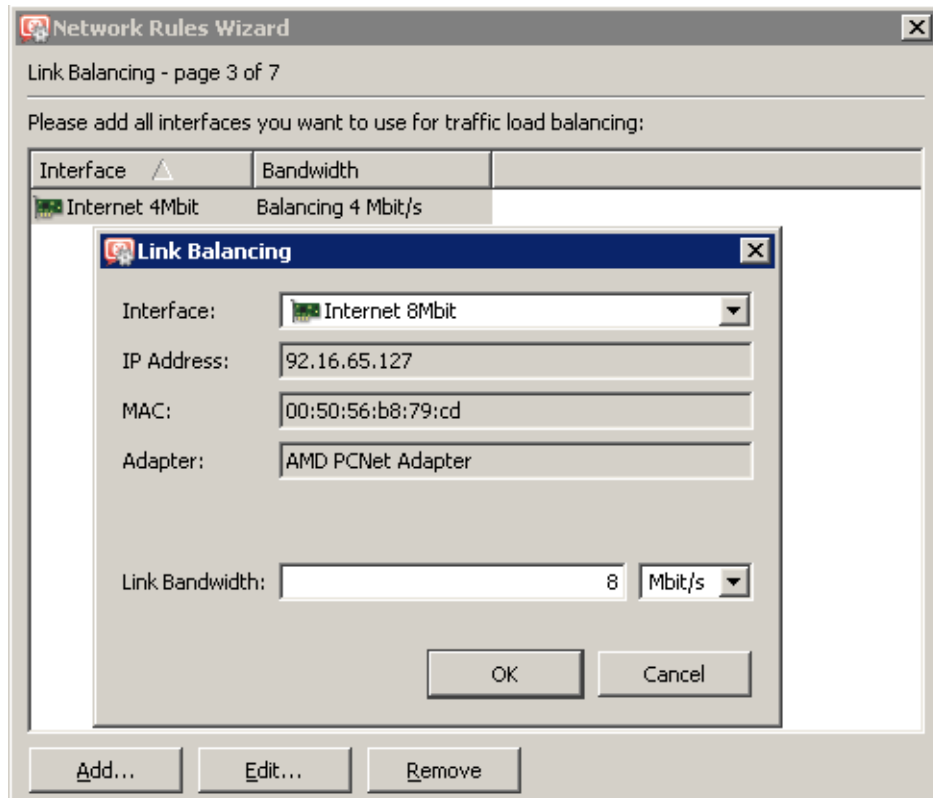 Network Rules Wizard
Link Balancing - page 3 of 7
Please add all interfaces you want to use for traffic load balancing:
Interface Bandwidth
Internet 4Mbit Balancing 4 Mbit/s
Link Balancing
Interface: Internet 8Mbit
IP Address: 92.16.65.127
MAC: 00:50:56:b8:79:cd
Adapter: AMD PCNet Adapter
Link Bandwidth: 8 Mbit/s
OK Cancel
Add... Edit... Remove